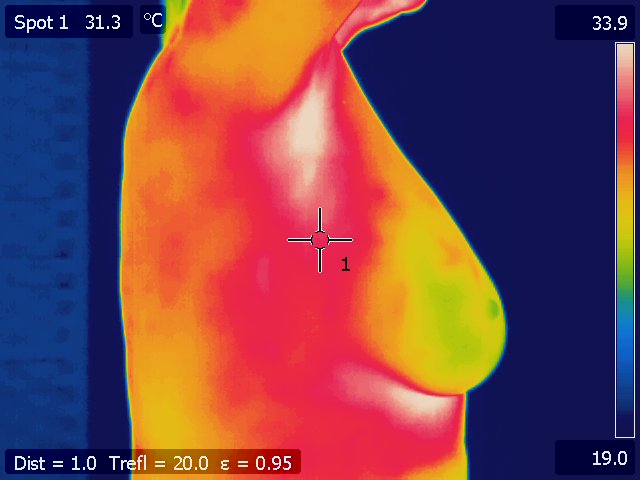 Spot 1 31.3 °C
33.9
1
19.0
Dist = 1.0 Trefl = 20.0 ε = 0.95